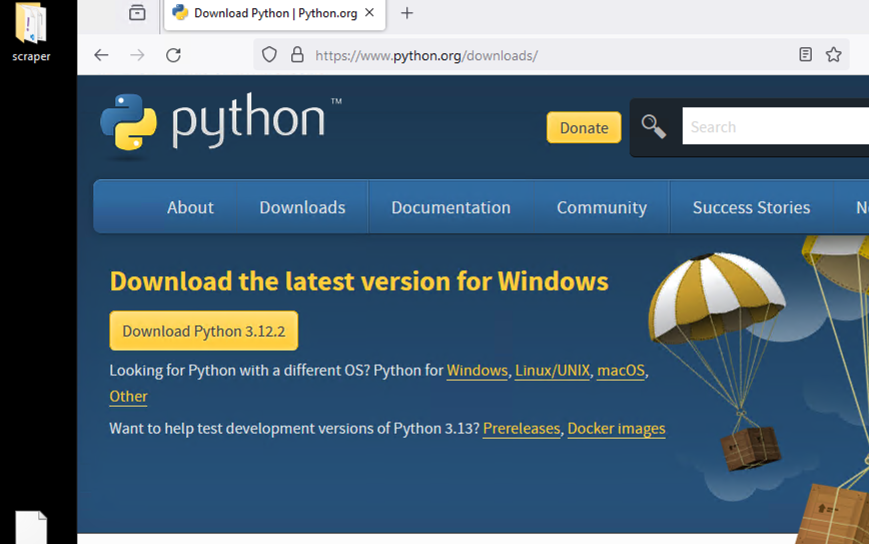 scraper
Download Python | Python.org
https://www.python.org/downloads/
python™
Donate
Search
About Downloads Documentation Community Success Stories
Download the latest version for Windows
Download Python 3.12.2
Looking for Python with a different OS? Python for Windows, Linux/UNIX, macOS,
Other
Want to help test development versions of Python 3.13? Prereleases, Docker images